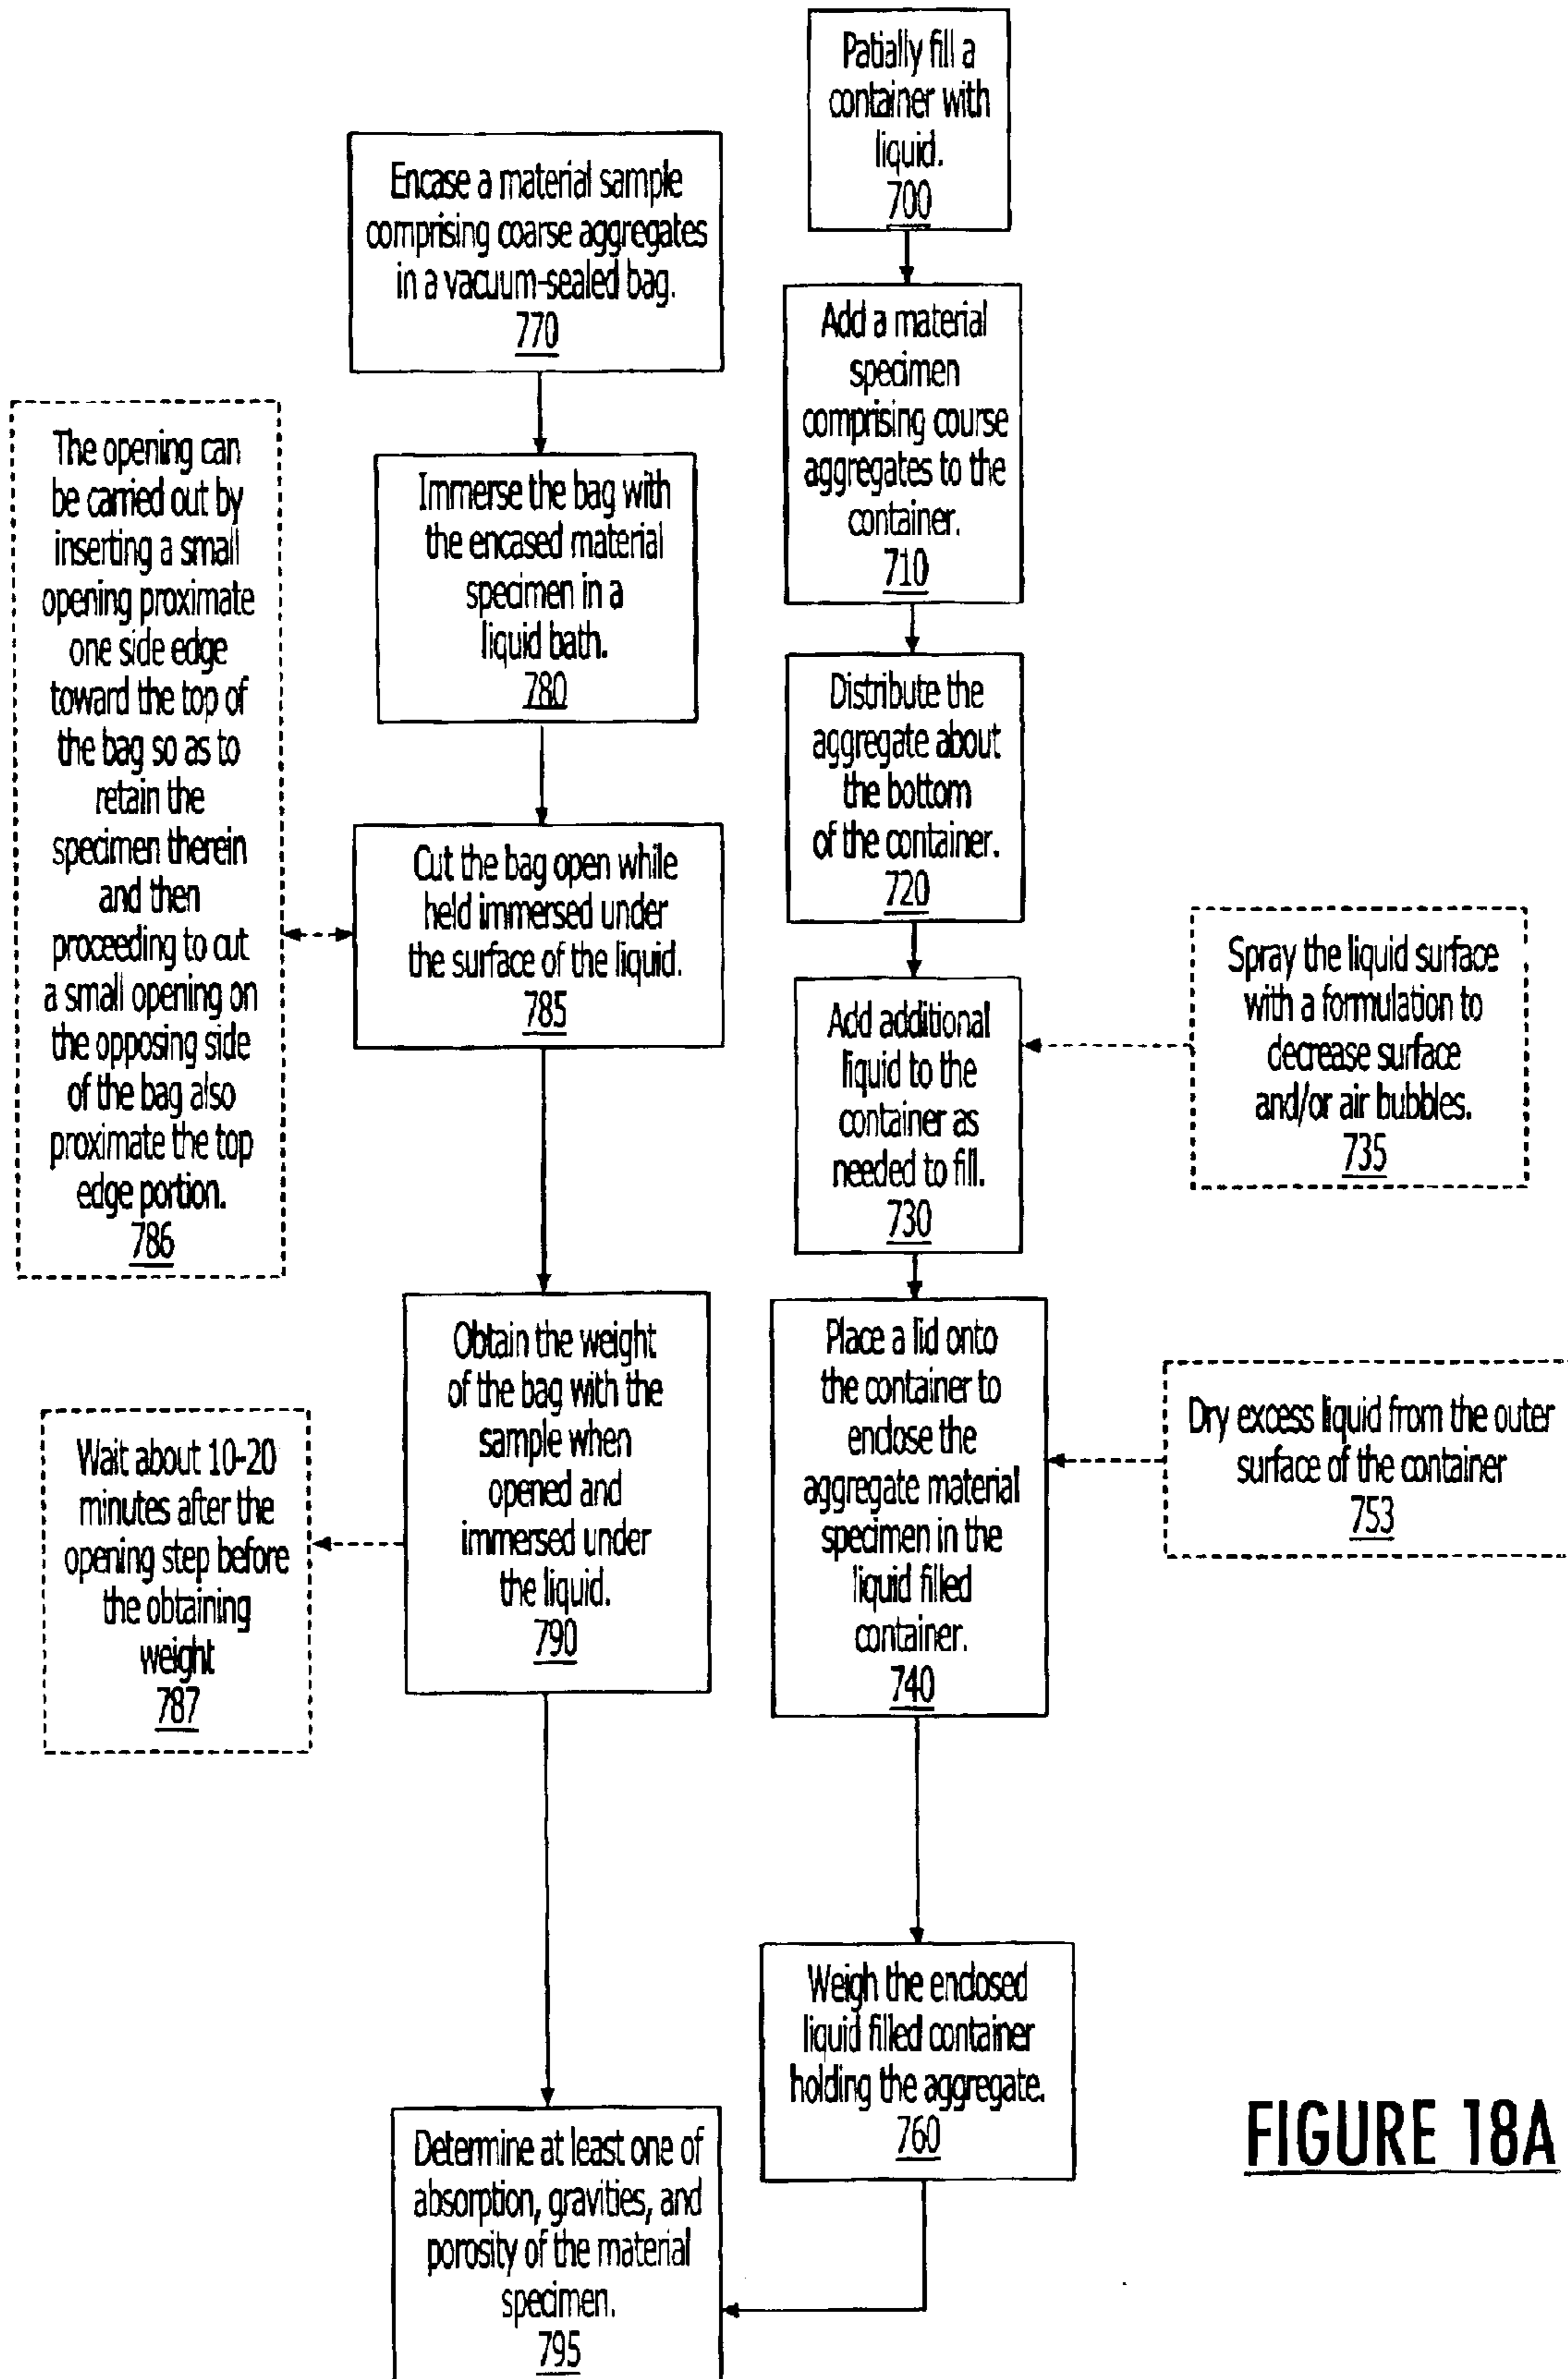 Patially fill a
container with
liquid.
700
Encase a material sample
comprising coarse aggregates
in a vacuum-sealed bag.
770
Add a material
specimen
comprising course
aggregates to the
container.
710
The opening can
be carried out by
inserting a small
opening proximate
one side edge
toward the top of
the bag so as to
retain the
specimen therein
and then
proceeding to cut
a small opening on
the opposing side
of the bag also
proximate the top
edge portion.
786
Immerse the bag with
the encased material
specimen in a
liquid bath.
780
Distribute the
aggregate about
the bottom
of the container.
720
Cut the bag open while
held immersed under
the surface of the liquid.
785
Spray the liquid surface
with a formulation to
decrease surface
and/or air bubbles.
735
Add additional
liquid to the
container as
needed to fill.
730
Obtain the weight
of the bag with the
sample when
opened and
immersed under
the liquid.
790
Place a lid onto
the container to
enclose the
aggregate material
specimen in the
liquid filled
container.
740
Dry excess liquid from the outer
surface of the container
753
Wait about 10-20
minutes after the
opening step before
the obtaining
weight
787
Weigh the enclosed
liquid filled container
holding the aggregate.
760
Determine at least one of
absorption, gravities, and
porosity of the material
specimen.
795
FIGURE 18A